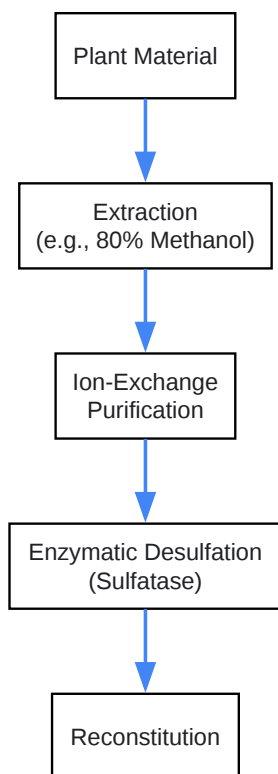 Plant Material
Extraction
(e.g., 80% Methanol)
Ion-Exchange
Purification
Enzymatic Desulfation
(Sulfatase)
Reconstitution